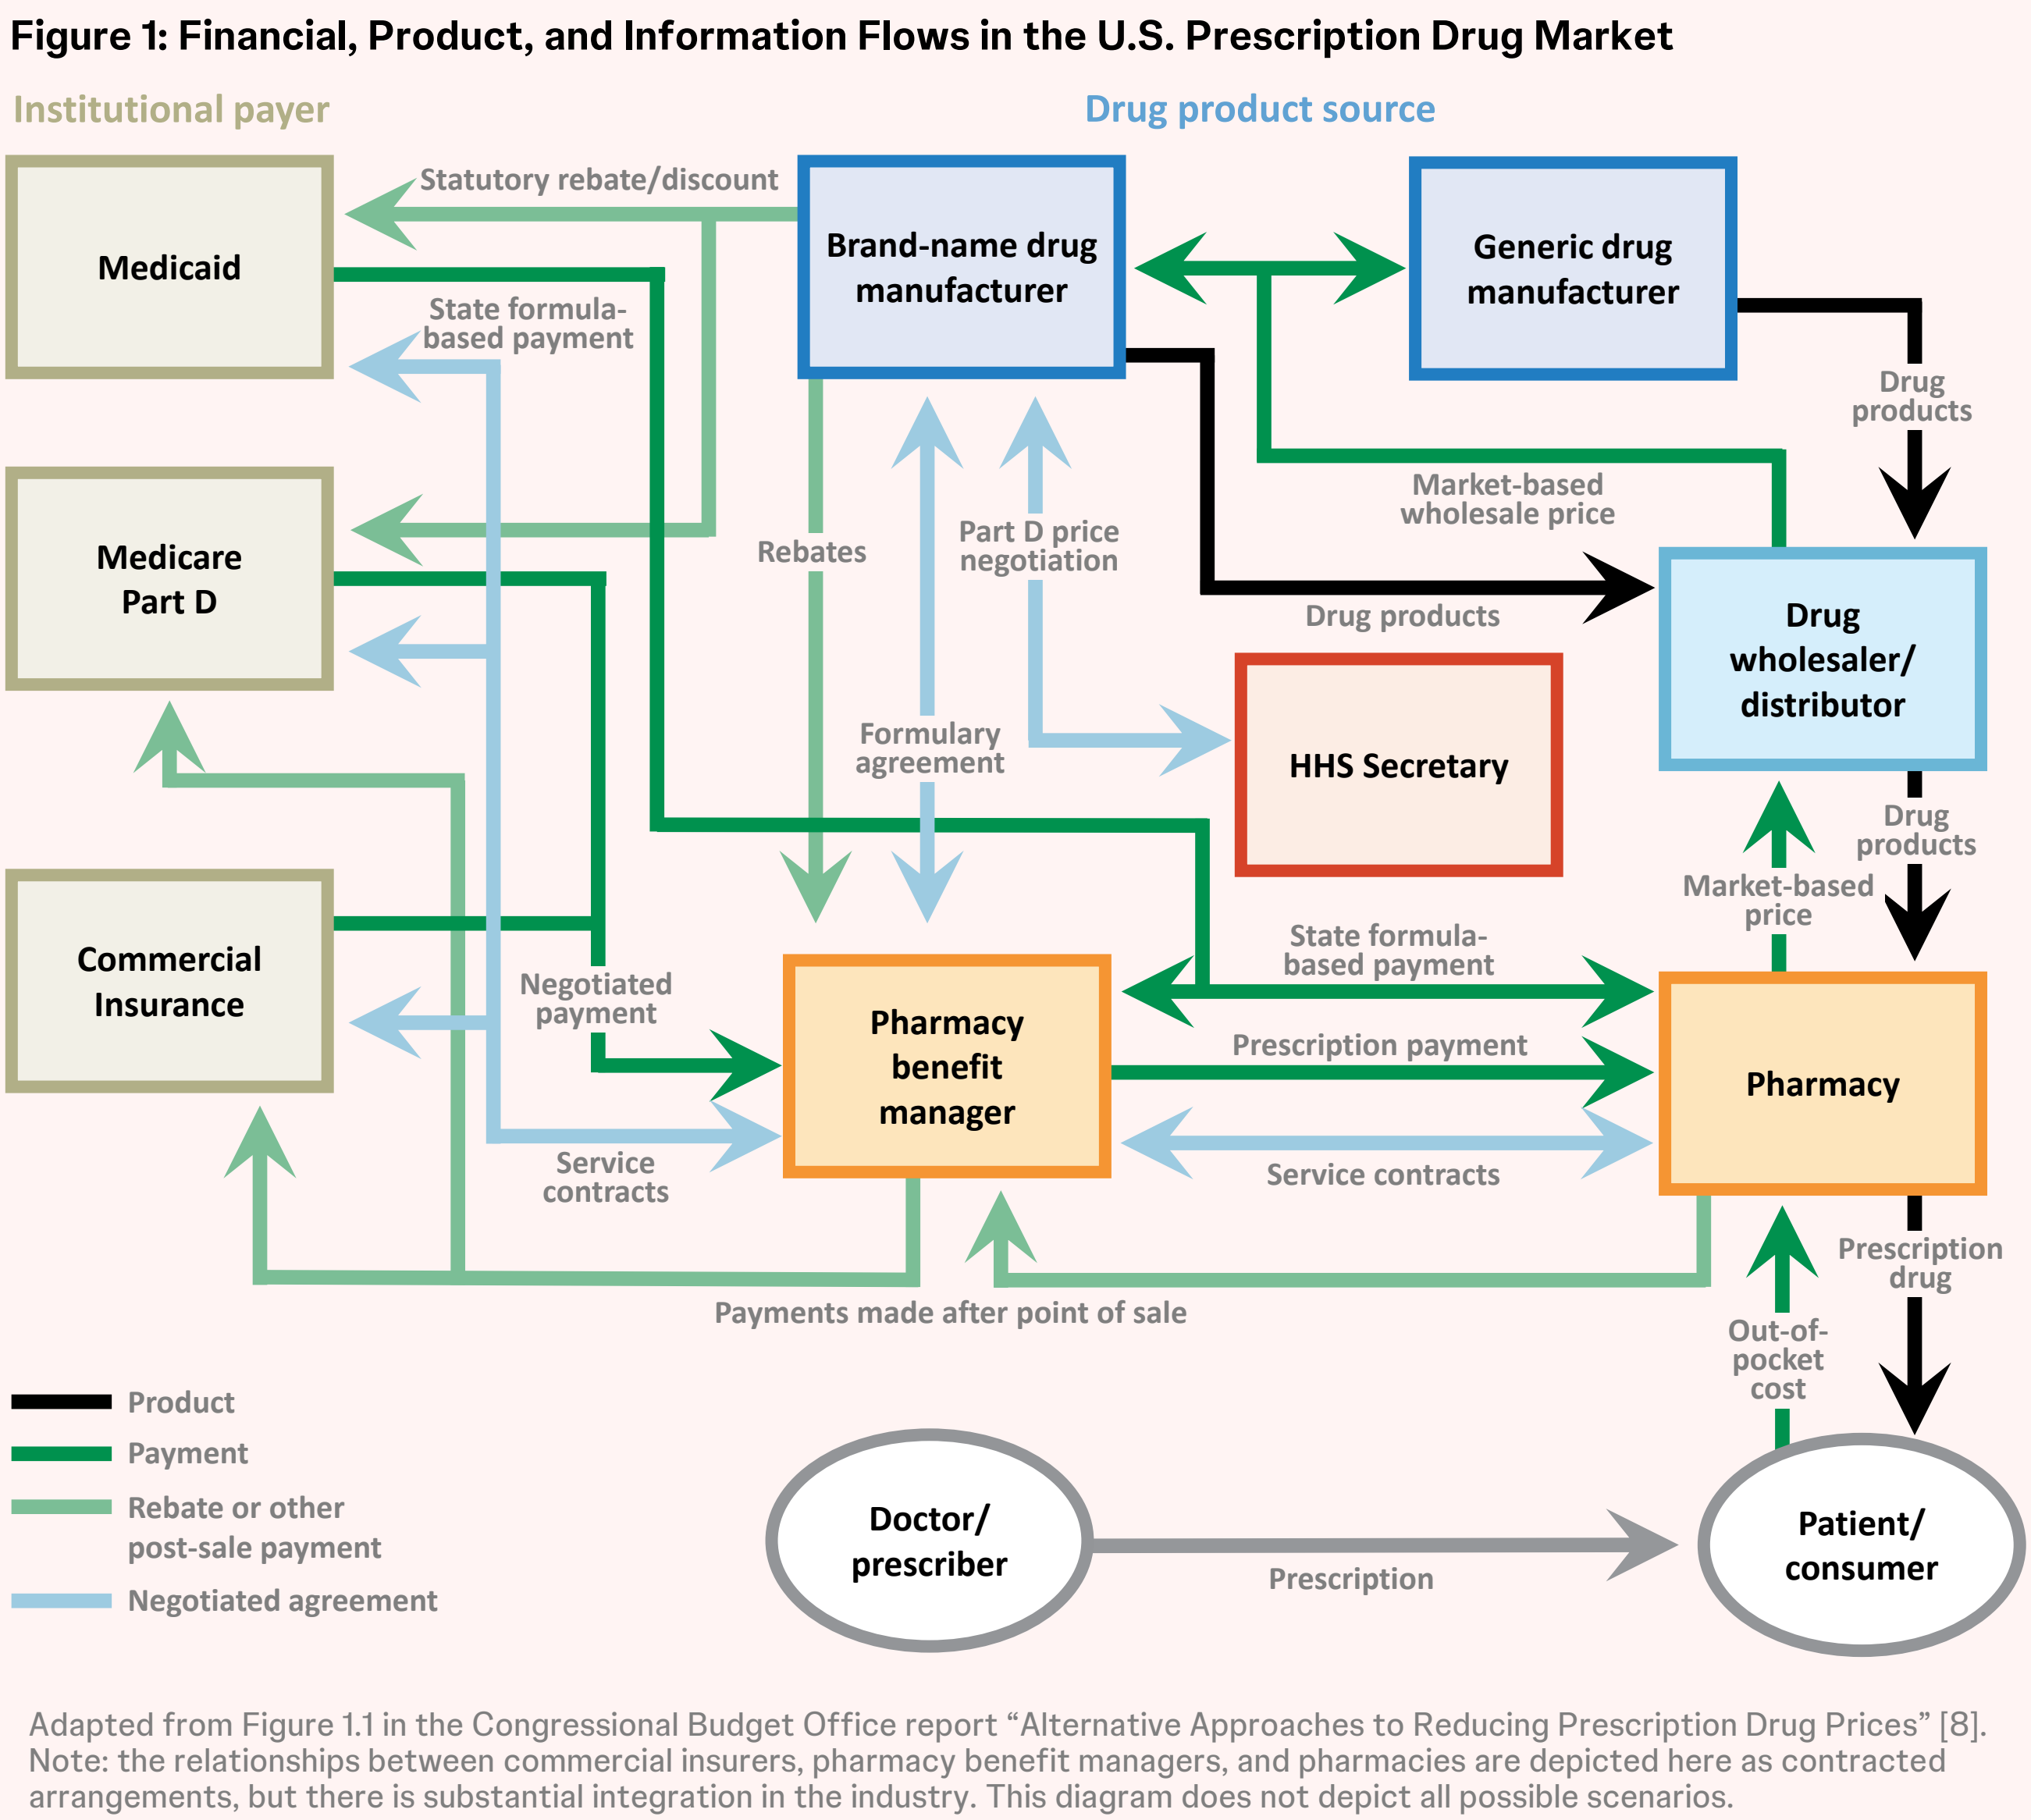 Figure 1: Financial, Product, and Information Flows in the U.S. Prescription Drug Market
Institutional payer
Drug product source
Medicaid
Statutory rebate/discount
Brand-name drug
manufacturer
Generic drug
manufacturer
State formula-
based payment
Drug
products
Market-based
wholesale price
Medicare
Part D
Rebates
Part D price
negotiation
Drug products
Drug
wholesaler/
distributor
Formulary
agreement
HHS Secretary
Drug
products
Market-based
price
Commercial
Insurance
Negotiated
payment
State formula-
based payment
Pharmacy
benefit
manager
Prescription payment
Pharmacy
Service
contracts
Service contracts
Prescription
drug
Payments made after point of sale
Out-of-
pocket
cost
Product
Payment
Rebate or other
post-sale payment
Negotiated agreement
Doctor/
prescriber
Prescription
Patient/
consumer
Adapted from Figure 1.1 in the Congressional Budget Office report “Alternative Approaches to Reducing Prescription Drug Prices” [8].
Note: the relationships between commercial insurers, pharmacy benefit managers, and pharmacies are depicted here as contracted
arrangements, but there is substantial integration in the industry. This diagram does not depict all possible scenarios.